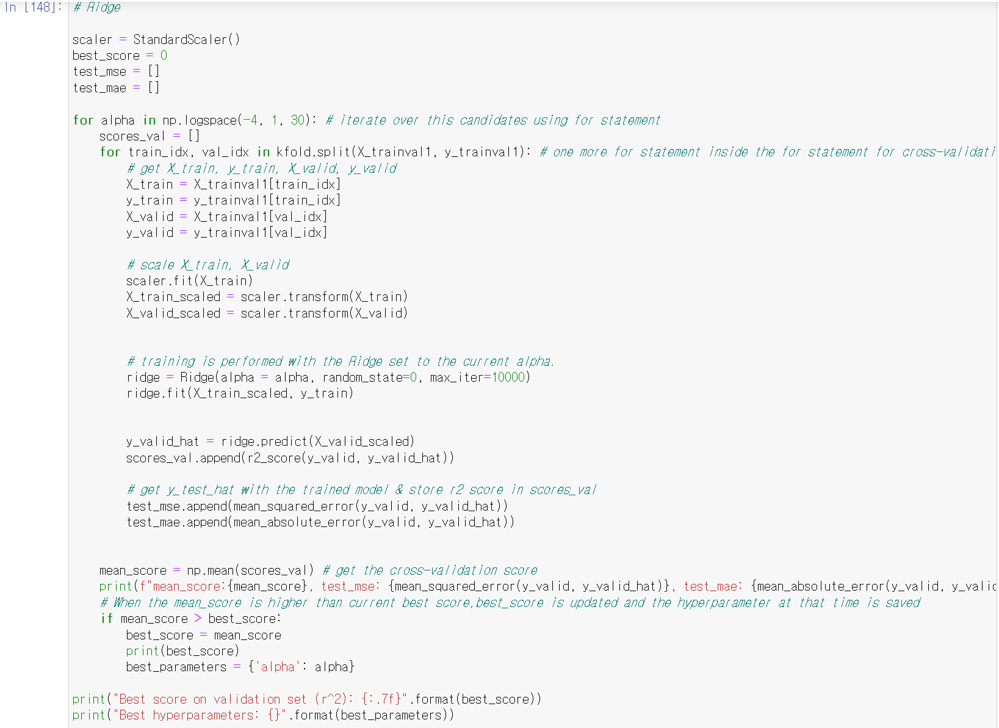 In [148]: # Ridge
scaler = StandardScaler()
best_score = 0
test_mse = []
test_mae = []
for alpha in np.logspace(-4, 1, 30): # iterate over this candidates using for statement
    scores_val = []
    for train_idx, val_idx in kfold.split(X_trainval1, y_trainval1): # one more for statement inside the for statement for cross-validati
        # get X_train, y_train, X_valid, y_valid
        X_train = X_trainval1[train_idx]
        y_train = y_trainval1[train_idx]
        X_valid = X_trainval1[val_idx]
        y_valid = y_trainval1[val_idx]
        # scale X_train, X_valid
        scaler.fit(X_train)
        X_train_scaled = scaler.transform(X_train)
        X_valid_scaled = scaler.transform(X_valid)
        # training is performed with the Ridge set to the current alpha.
        ridge = Ridge(alpha = alpha, random_state=0, max_iter=10000)
        ridge.fit(X_train_scaled, y_train)
        y_valid_hat = ridge.predict(X_valid_scaled)
        scores_val.append(r2_score(y_valid, y_valid_hat))
        # get y_test_hat with the trained model & store r2 score in scores_val
        test_mse.append(mean_squared_error(y_valid, y_valid_hat))
        test_mae.append(mean_absolute_error(y_valid, y_valid_hat))
    mean_score = np.mean(scores_val) # get the cross-validation score
    print(f"mean_score:{mean_score}, test_mse: {mean_squared_error(y_valid, y_valid_hat)}, test_mae: {mean_absolute_error(y_valid, y_valid
    # When the mean_score is higher than current best score,best_score is updated and the hyperparameter at that time is saved
    if mean_score > best_score:
        best_score = mean_score
        print(best_score)
        best_parameters = {'alpha': alpha}
print("Best score on validation set (r^2): {:.7f}".format(best_score))
print("Best hyperparameters: {}".format(best_parameters))